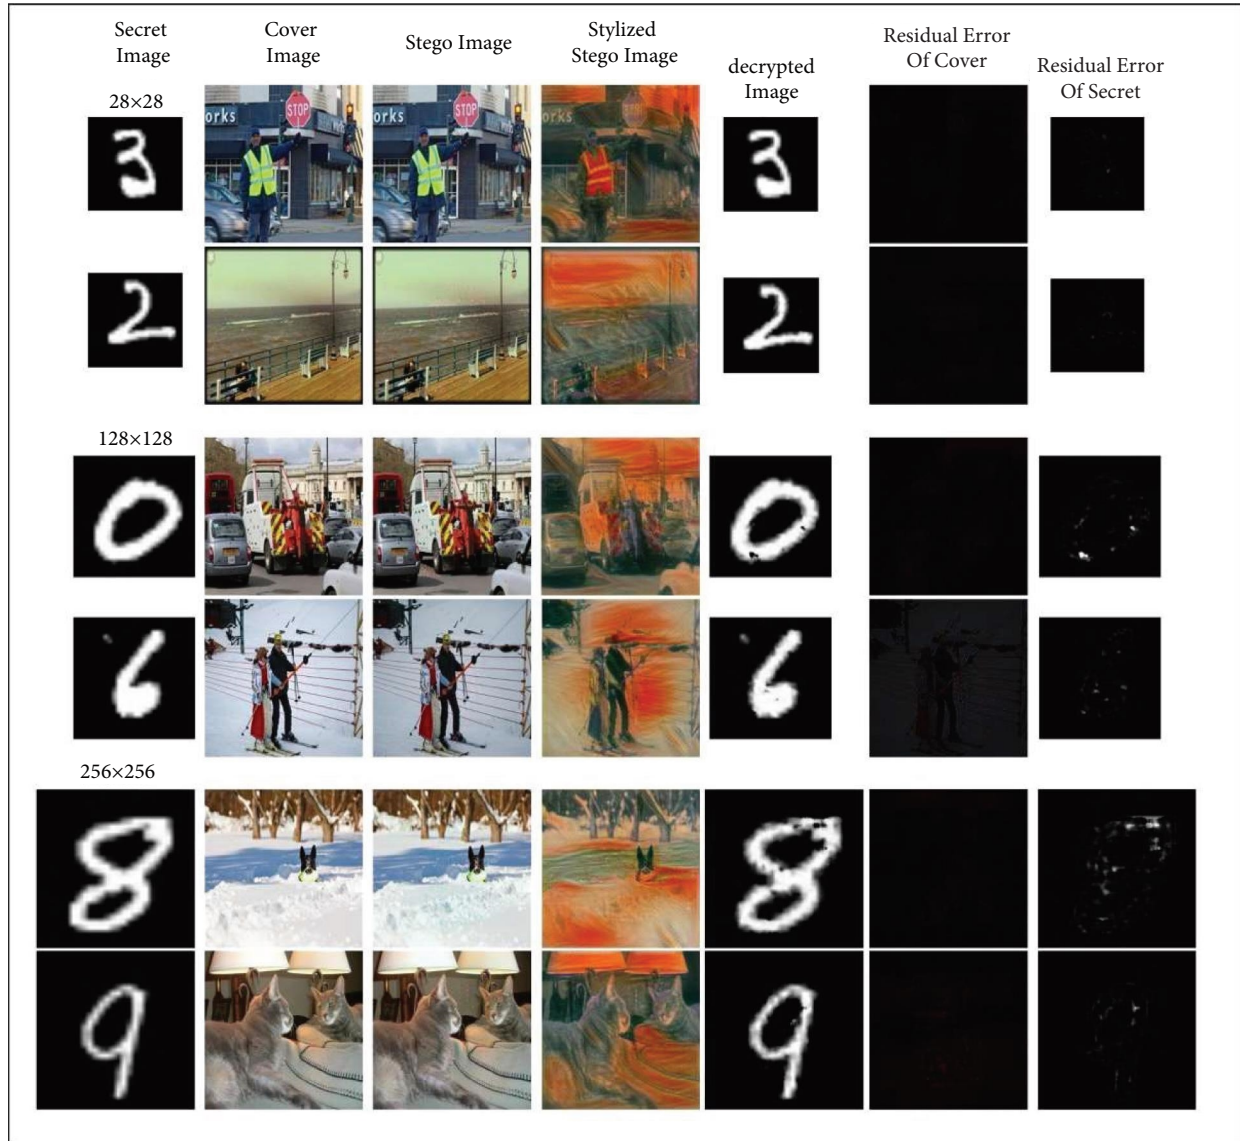 Secret
Image
Cover
Image
Stego Image
Stylized
Stego Image
decrypted
Image
Residual Error
Of Cover
Residual Error
Of Secret
28×28
orks
STOP
orks
STOP
orks
3
3
2
2
128×128
0
0
6
6
256×256
8
8
9
9